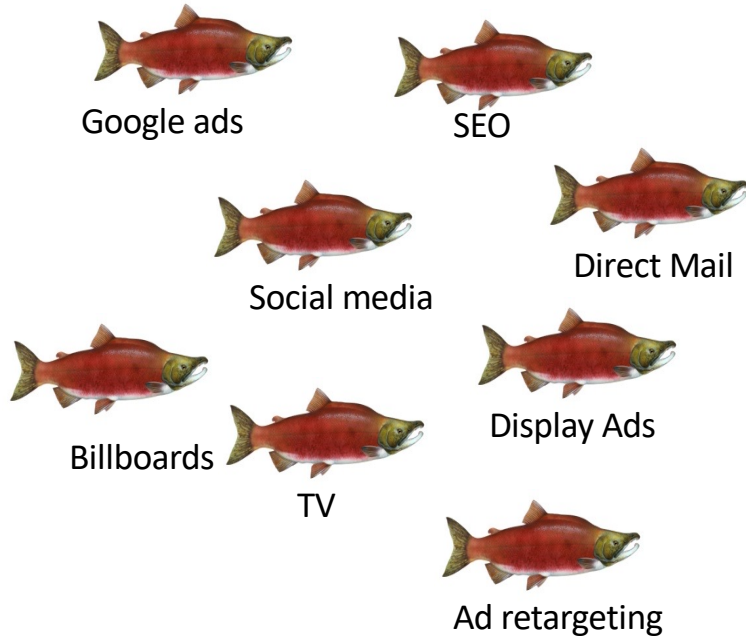 Google ads
SEO
Direct Mail
Social media
Display Ads
Billboards
TV
Ad retargeting